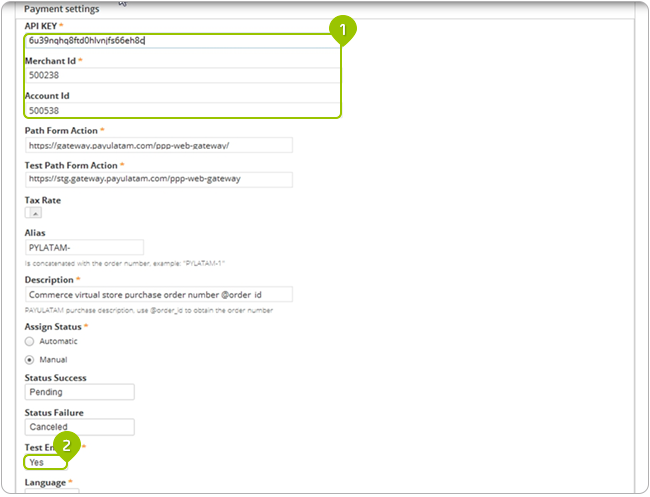 Payment settings
API KEY *
1
6u39nqhq8ftd0hlvnjfs66eh8c
Merchant Id *
500238
Account Id
500538
Path Form Action *
https://gateway.payulatam.com/ppp-web-gateway/
Test Path Form Action *
https://stg.gateway.payulatam.com/ppp-web-gateway
Tax Rate
Alias
PYLATAM-
Is concatenated with the order number, example: "PYLATAM-1"
Description *
Commerce virtual store purchase order number @order_id
PAYULATAM purchase description, use @order_id to obtain the order number
Assign Status *
Automatic
Manual
Status Success
Pending
Status Failure
Canceled
Test *
2
Yes
Language *